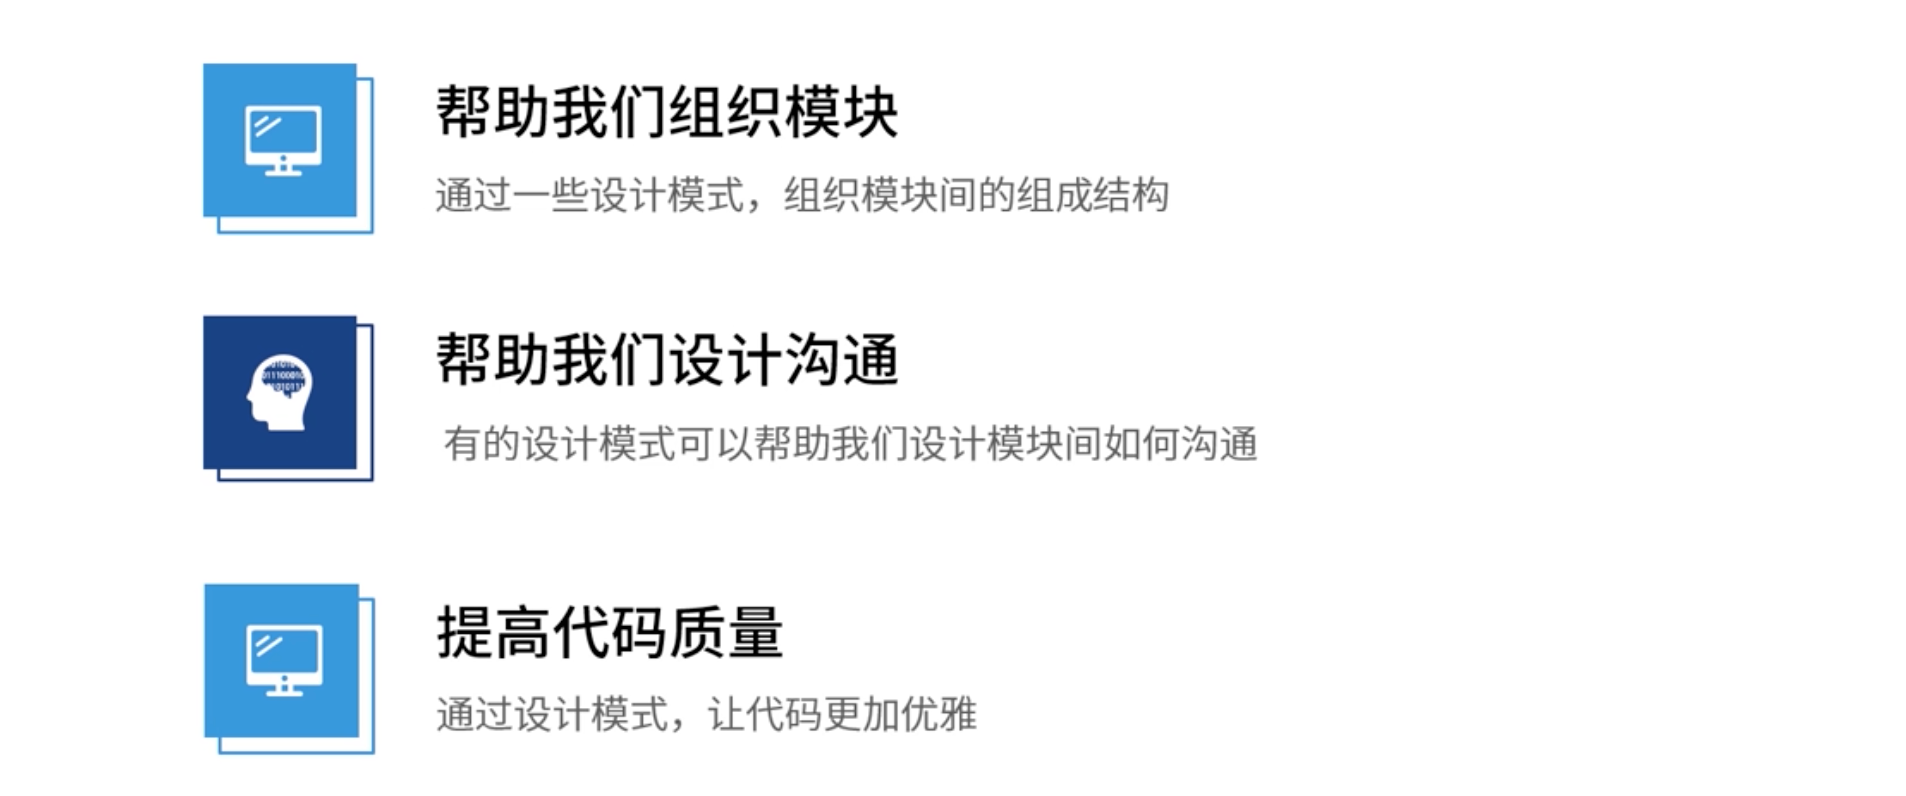 帮助我们组织模块
通过一些设计模式，组织模块间的组成结构
帮助我们设计沟通
有的设计模式可以帮助我们设计模块间如何沟通
提高代码质量
通过设计模式，让代码更加优雅